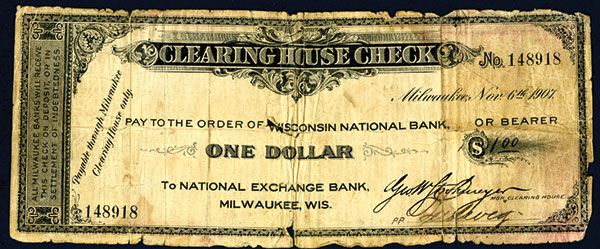 ALL MILWAUKEE BANKS WILL RECEIVE
THIS CHECK ON DEPOSIT OR IN
SETTLEMENT OF INDEBTEDNESS.
Payable through Milwaukee
Clearing House only
CLEARING HOUSE CHECK
No. 148918
Milwaukee, Nov. 6th 1907.
PAY TO THE ORDER OF WISCONSIN NATIONAL BANK, OR BEARER
ONE DOLLAR
$1.00
TO NATIONAL EXCHANGE BANK,
MILWAUKEE, WIS.
MGR. CLEARING HOUSE
P.P.
148918